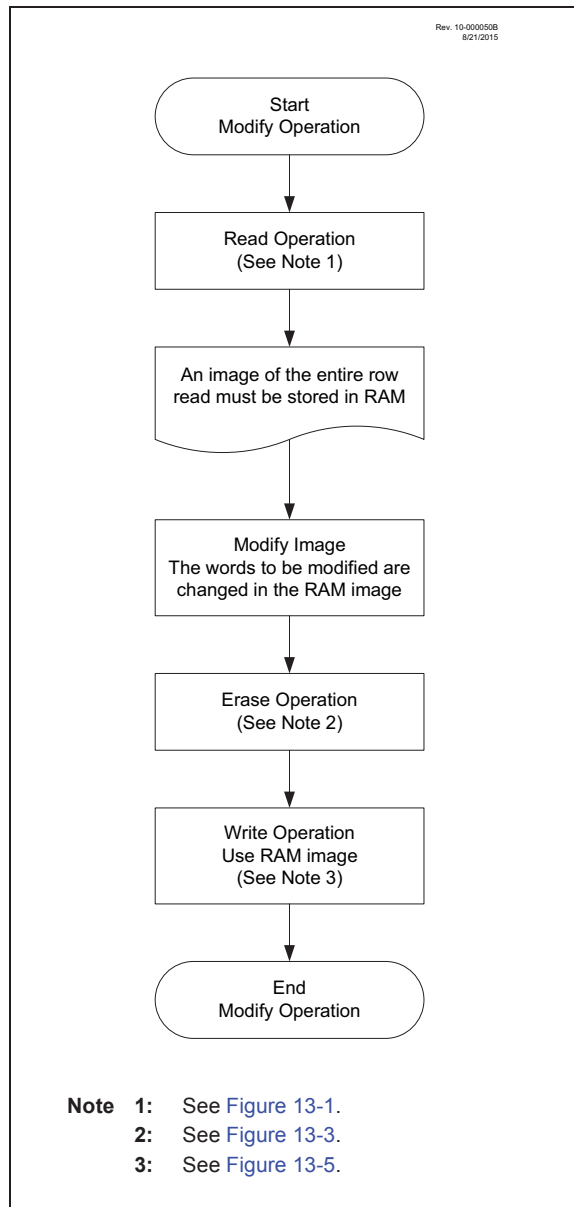 Rev. 10-000050B
8/21/2015
Start
Modify Operation
Read Operation
(See Note 1)
An image of the entire row
read must be stored in RAM
Modify Image
The words to be modified are
changed in the RAM image
Erase Operation
(See Note 2)
Write Operation
Use RAM image
(See Note 3)
End
Modify Operation
Note 1: See Figure 13-1.
2: See Figure 13-3.
3: See Figure 13-5.